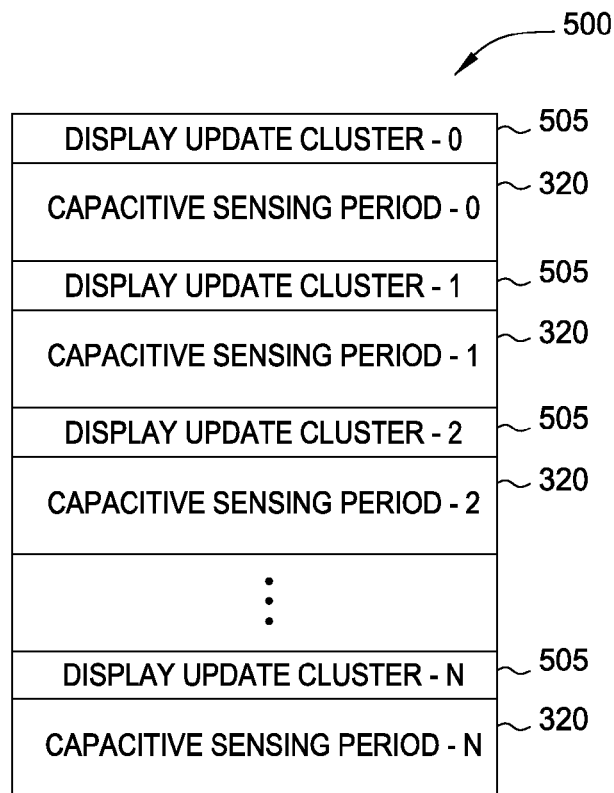 500
DISPLAY UPDATE CLUSTER - 0 505
CAPACITIVE SENSING PERIOD - 0 320
DISPLAY UPDATE CLUSTER - 1 505
CAPACITIVE SENSING PERIOD - 1 320
DISPLAY UPDATE CLUSTER - 2 505
CAPACITIVE SENSING PERIOD - 2 320
DISPLAY UPDATE CLUSTER - N 505
CAPACITIVE SENSING PERIOD - N 320